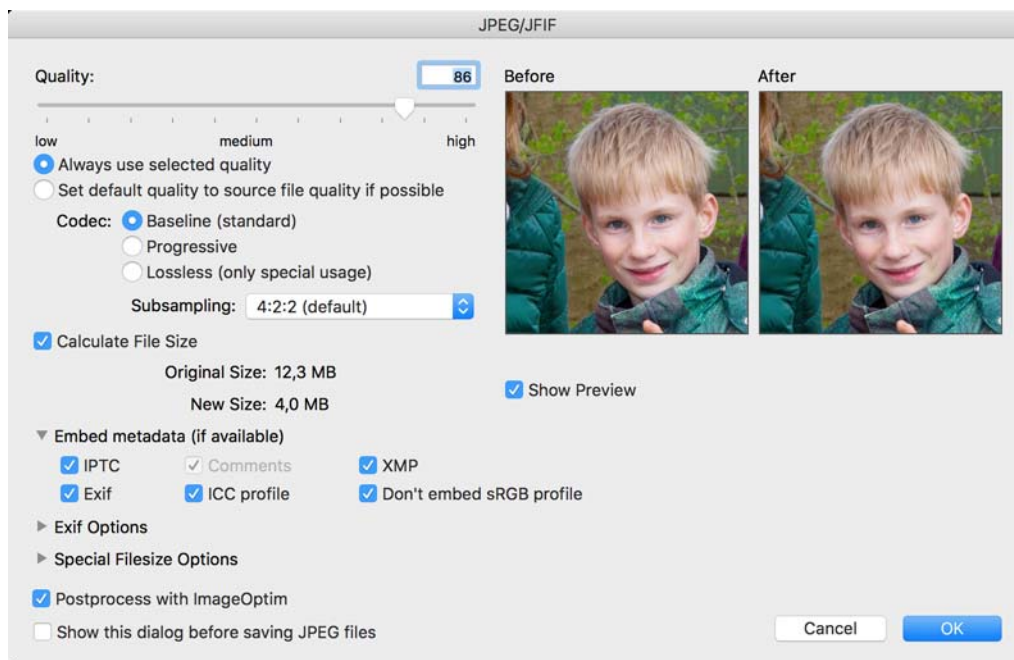 JPEG/JFIF
Quality: 86
low medium high
Always use selected quality
Set default quality to source file quality if possible
Codec: Baseline (standard)
Progressive
Lossless (only special usage)
Subsampling: 4:2:2 (default)
Calculate File Size
Original Size: 12,3 MB
New Size: 4,0 MB
Embed metadata (if available)
IPTC Comments XMP
Exif ICC profile Don't embed sRGB profile
Exif Options
Special Filesize Options
Postprocess with ImageOptim
Show this dialog before saving JPEG files
Before After
Show Preview
Cancel OK